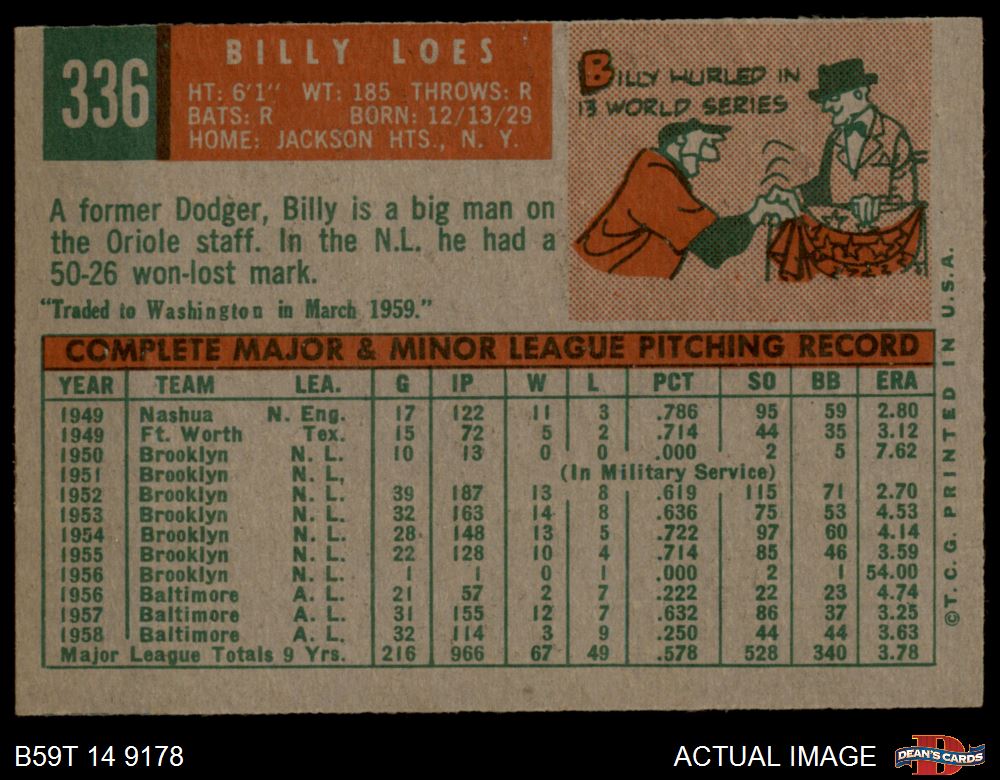 336
BILLY LOES
HT: 6'1" WT: 185 THROWS: R
BATS: R BORN: 12/13/29
HOME: JACKSON HTS., N. Y.
BILLY HURLED IN
13 WORLD SERIES
A former Dodger, Billy is a big man on
the Oriole staff. In the N.L. he had a
50-26 won-lost mark.
"Traded to Washington in March 1959."
COMPLETE MAJOR & MINOR LEAGUE PITCHING RECORD
YEAR TEAM LEA. G IP W L PCT SO BB ERA
1949 Nashua N. Eng. 17 122 11 3 .786 95 59 2.80
1949 Ft. Worth Tex. 15 72 5 2 .714 44 35 3.12
1950 Brooklyn N. L. 10 13 0 0 .000 2 5 7.62
1951 Brooklyn N. L. (In Military Service)
1952 Brooklyn N. L. 39 187 13 8 .619 115 71 2.70
1953 Brooklyn N. L. 32 163 14 8 .636 75 53 4.53
1954 Brooklyn N. L. 28 148 13 5 .722 97 60 4.14
1955 Brooklyn N. L. 22 128 10 4 .714 85 46 3.59
1956 Brooklyn N. L. 1 1 0 1 .000 2 1 54.00
1956 Baltimore A. L. 21 57 2 7 .222 22 23 4.74
1957 Baltimore A. L. 31 155 12 7 .632 86 37 3.25
1958 Baltimore A. L. 32 114 3 9 .250 44 44 3.63
Major League Totals 9 Yrs. 216 966 67 49 .578 528 340 3.78
©T. C. G. PRINTED IN U.S.A.
B59T 14 9178
ACTUAL IMAGE
DEAN'S CARDS